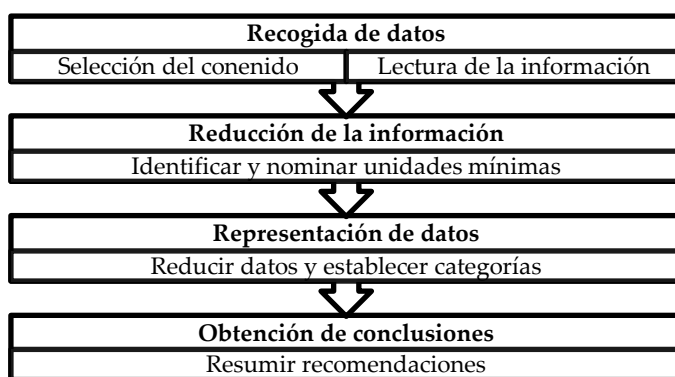 Recogida de datos
Selección del conenido Lectura de la información
Reducción de la información
Identificar y nominar unidades mínimas
Representación de datos
Reducir datos y establecer categorías
Obtención de conclusiones
Resumir recomendaciones